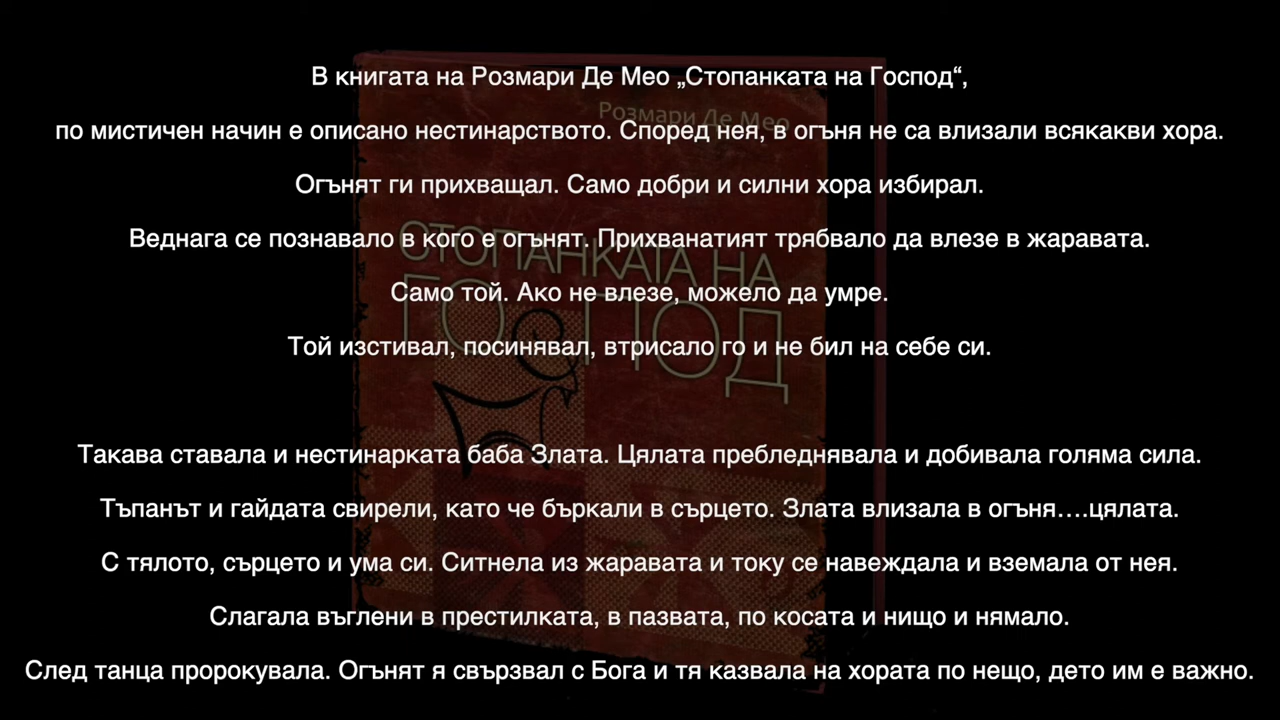 В книгата на Розмари Де Мео „Стопанката на Господ“,
Розмари Де Мео
по мистичен начин е описано нестинарството. Според нея, в огъня не са влизали всякакви хора.
Огънят ги прихващал. Само добри и силни хора избирал.
Веднага се познавало в кого е огънят. Прихванатият трябвало да влезе в жаравата.
СТОПАНКАТА НА
Само той. Ако не влезе, можело да умре.
ГОСПОД
Той изстивал, посинявал, втрисало го и не бил на себе си.
Такава ставала и нестинарката баба Злата. Цялата пребледнявала и добивала голяма сила.
Тъпанът и гайдата свирели, като че бъркали в сърцето. Злата влизала в огъня....цялата.
С тялото, сърцето и ума си. Ситнела из жаравата и току се навеждала и вземала от нея.
Слагала въглени в престилката, в пазвата, по косата и нищо и нямало.
След танца пророкувала. Огънят я свързвал с Бога и тя казвала на хората по нещо, дето им е важно.